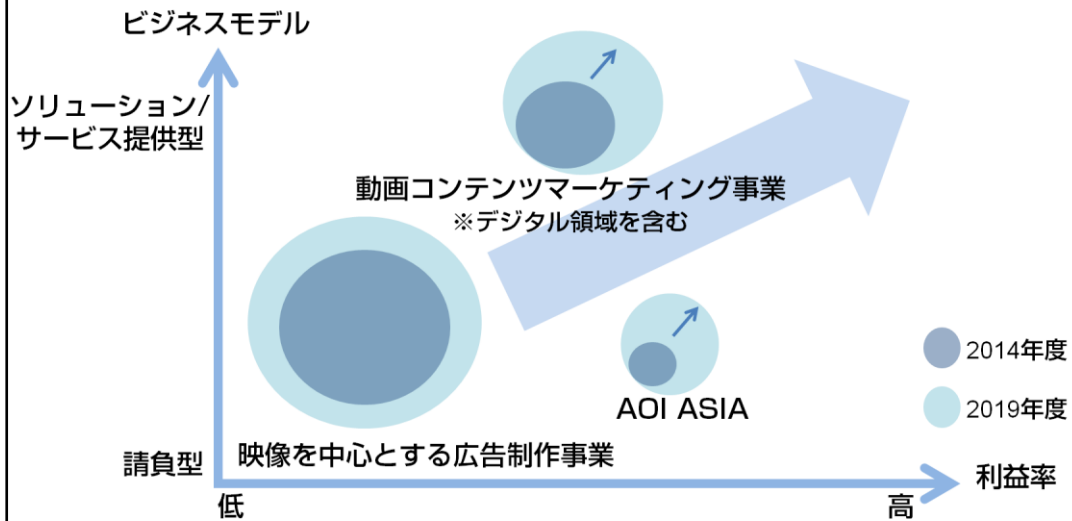 ビジネスモデル
ソリューション/
サービス提供型
動画コンテンツマーケティング事業
※デジタル領域を含む
2014年度
AOI ASIA
2019年度
請負型
映像を中心とする広告制作事業
利益率
低
高